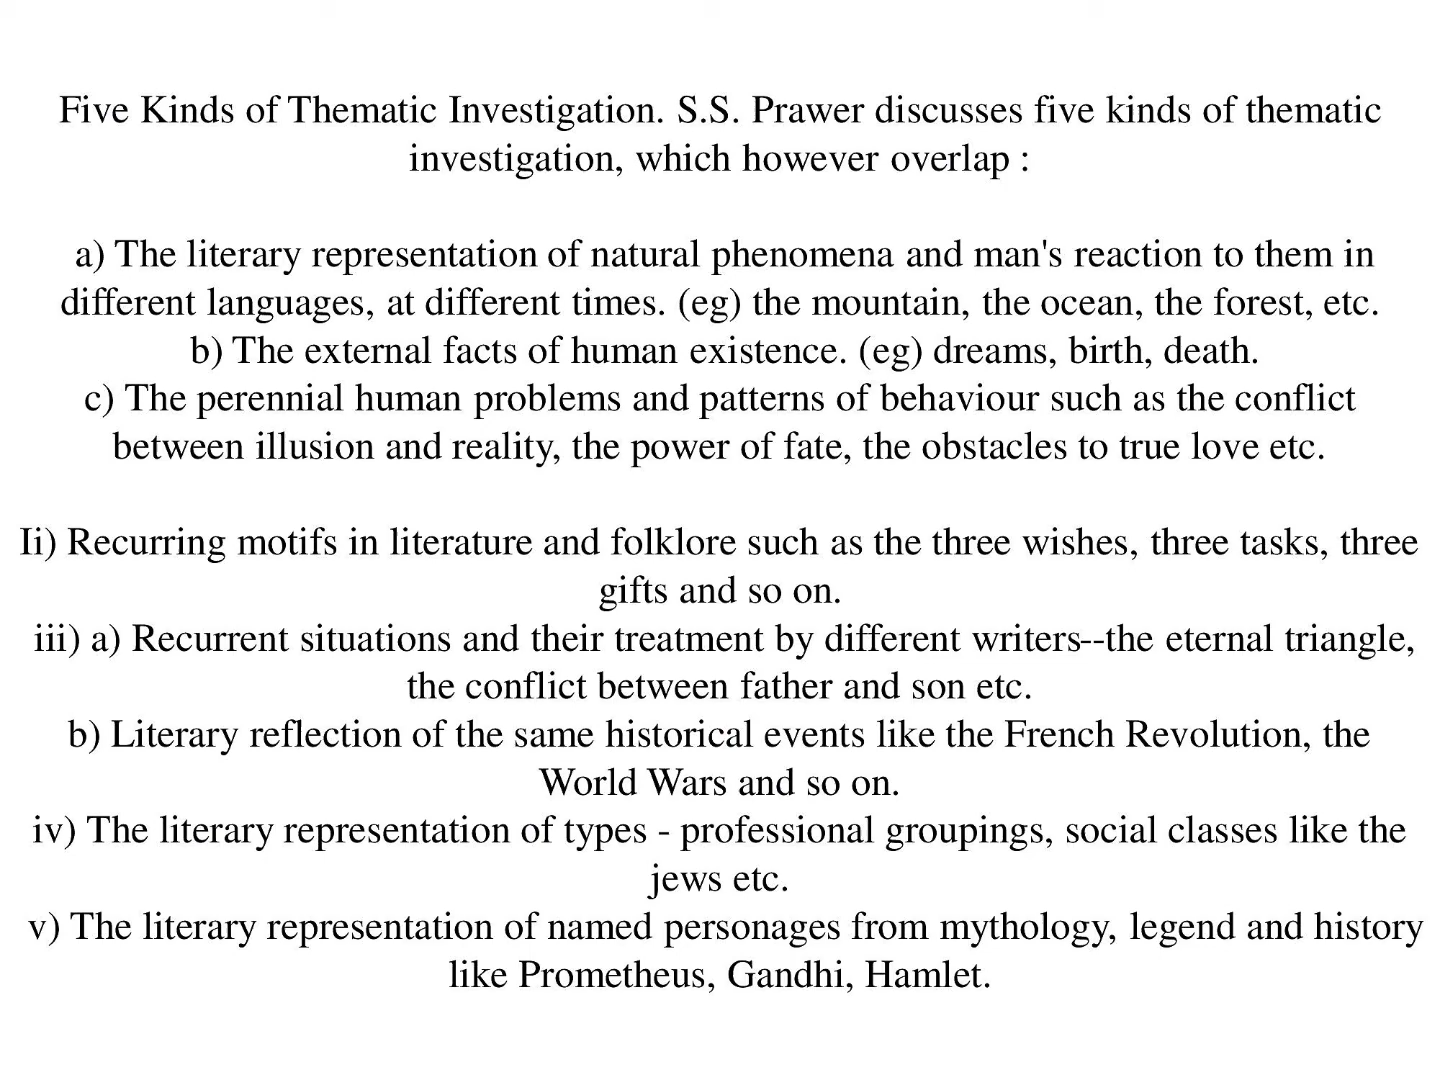 Five Kinds of Thematic Investigation. S.S. Prawer discusses five kinds of thematic
investigation, which however overlap :
a) The literary representation of natural phenomena and man's reaction to them in
different languages, at different times. (eg) the mountain, the ocean, the forest, etc.
b) The external facts of human existence. (eg) dreams, birth, death.
c) The perennial human problems and patterns of behaviour such as the conflict
between illusion and reality, the power of fate, the obstacles to true love etc.
Ii) Recurring motifs in literature and folklore such as the three wishes, three tasks, three
gifts and so on.
iii) a) Recurrent situations and their treatment by different writers--the eternal triangle,
the conflict between father and son etc.
b) Literary reflection of the same historical events like the French Revolution, the
World Wars and so on.
iv) The literary representation of types - professional groupings, social classes like the
jews etc.
v) The literary representation of named personages from mythology, legend and history
like Prometheus, Gandhi, Hamlet.